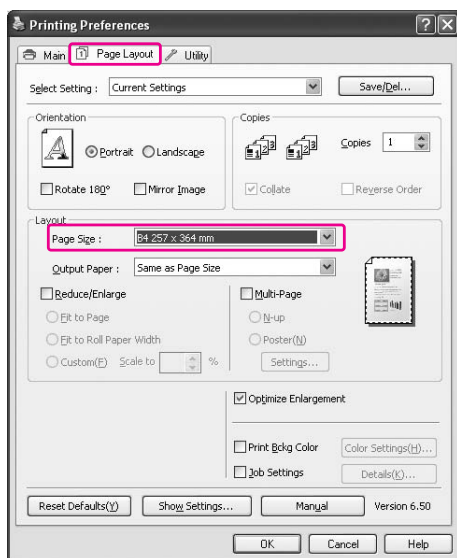 Printing Preferences
Main Page Layout Utility
Select Setting : Current Settings Save/Del...
Orientation Copies
A Portrait Landscape Copies 1
Rotate 180° Mirror Image Collate Reverse Order
Layout
Page Size : B4 257 x 364 mm
Output Paper : Same as Page Size
Reduce/Enlarge Multi-Page
Fit to Page N-up
Fit to Roll Paper Width Poster(N)
Custom(F) Scale to % Settings...
Optimize Enlargement
Print Bckg Color Color Settings(H)...
Job Settings Details(K)...
Reset Defaults(Y) Show Settings... Manual Version 6.50
OK Cancel Help